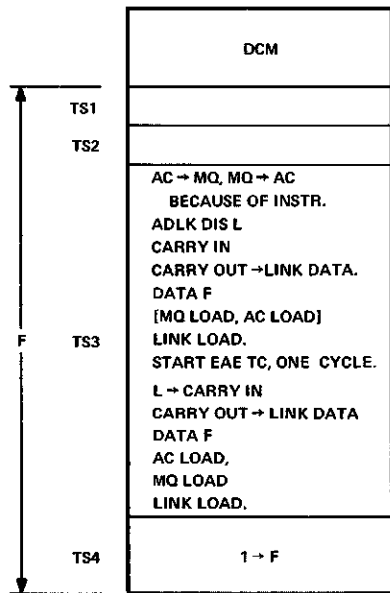 DCM
TS1
TS2
AC → MQ, MQ → AC
BECAUSE OF INSTR.
ADLK DIS L
CARRY IN
CARRY OUT → LINK DATA.
DATA F
[MQ LOAD, AC LOAD]
F
TS3
LINK LOAD.
START EAE TC, ONE CYCLE.
L → CARRY IN
CARRY OUT → LINK DATA
DATA F
AC LOAD,
MQ LOAD
LINK LOAD.
TS4
1 → F